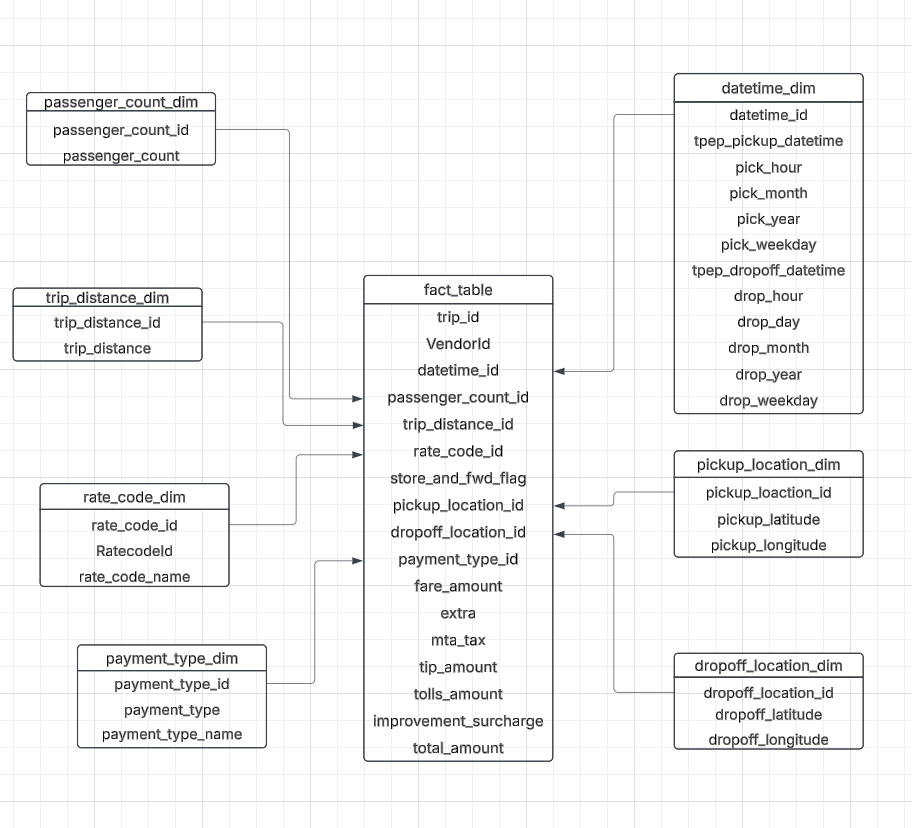 passenger_count_dim
passenger_count_id
passenger_count
trip_distance_dim
trip_distance_id
trip_distance
rate_code_dim
rate_code_id
RatecodeId
rate_code_name
payment_type_dim
payment_type_id
payment_type
payment_type_name
fact_table
trip_id
VendorId
datetime_id
passenger_count_id
trip_distance_id
rate_code_id
store_and_fwd_flag
pickup_location_id
dropoff_location_id
payment_type_id
fare_amount
extra
mta_tax
tip_amount
tolls_amount
improvement_surcharge
total_amount
datetime_dim
datetime_id
tpep_pickup_datetime
pick_hour
pick_month
pick_year
pick_weekday
tpep_dropoff_datetime
drop_hour
drop_day
drop_month
drop_year
drop_weekday
pickup_location_dim
pickup_loaction_id
pickup_latitude
pickup_longitude
dropoff_location_dim
dropoff_location_id
dropoff_latitude
dropoff_longitude